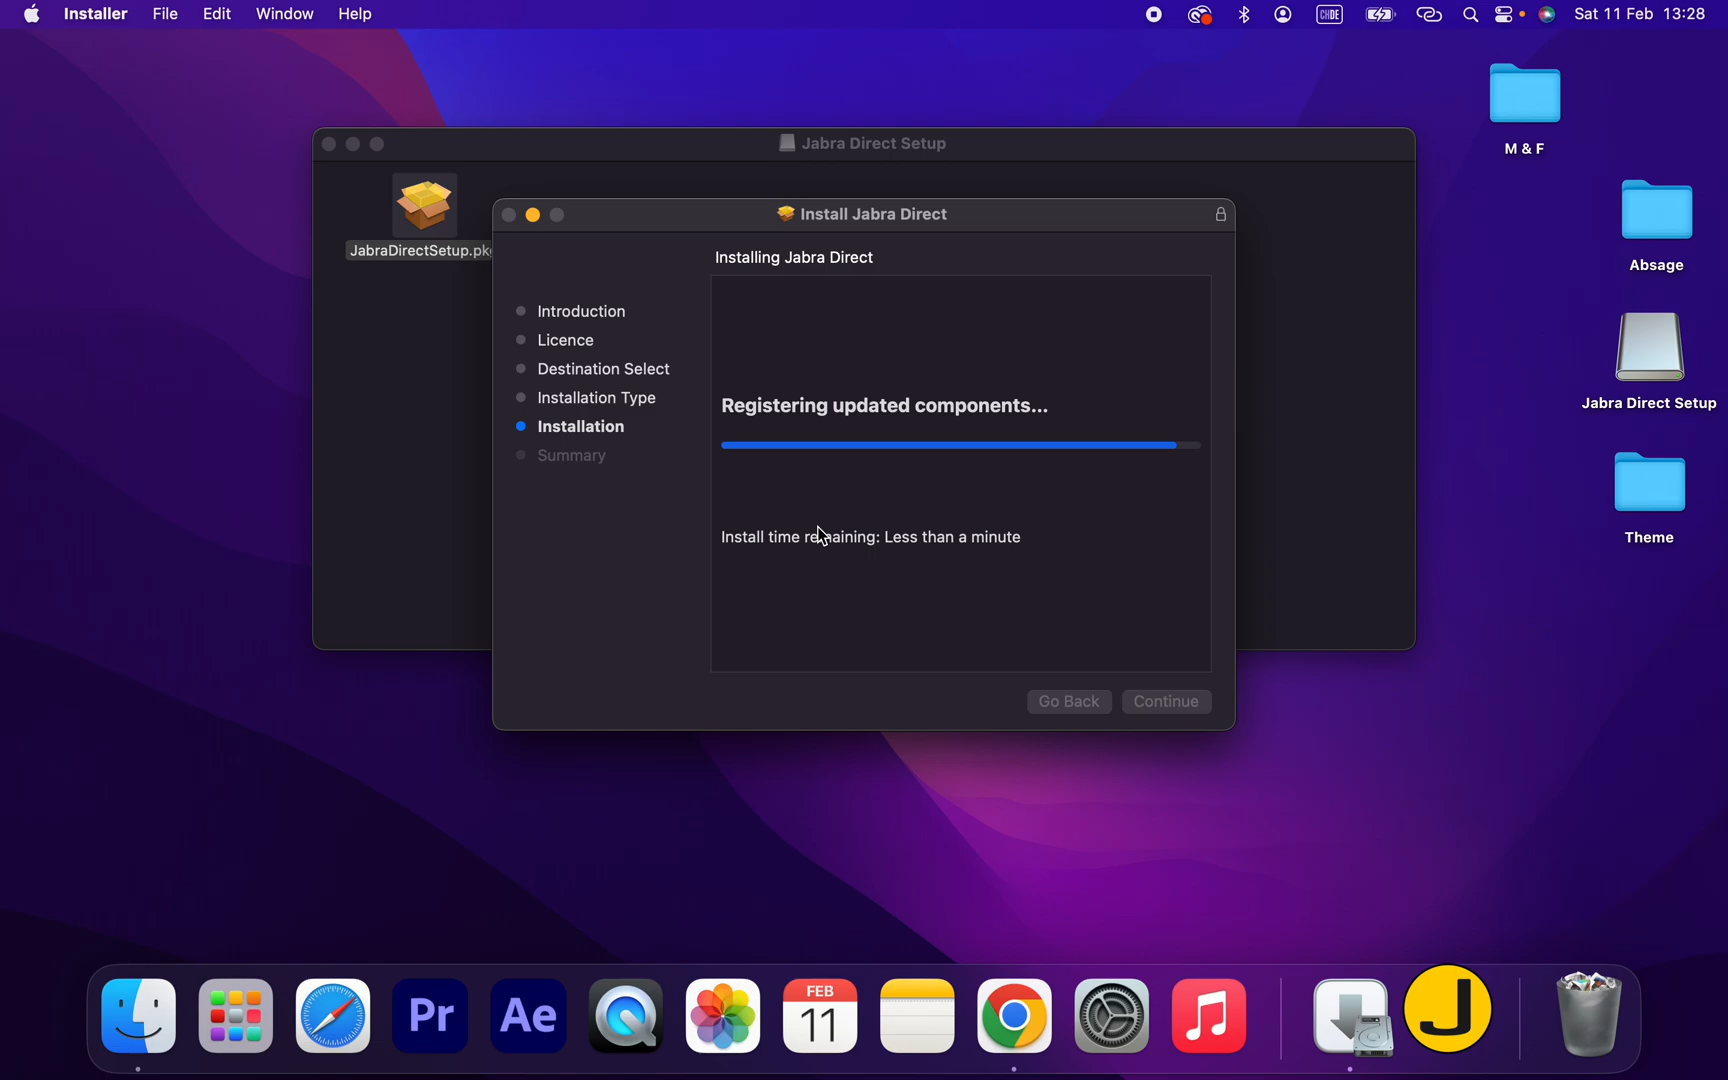 Installer File Edit Window Help
CHDE
Sat 11 Feb 13:28
M & F
Jabra Direct Setup
JabraDirectSetup.pk
Install Jabra Direct
Absage
Installing Jabra Direct
Introduction
Licence
Destination Select
Installation Type
Installation
Summary
Registering updated components...
Install time remaining: Less than a minute
Jabra Direct Setup
Theme
Go Back
Continue
Pr
Ae
FEB
11
J